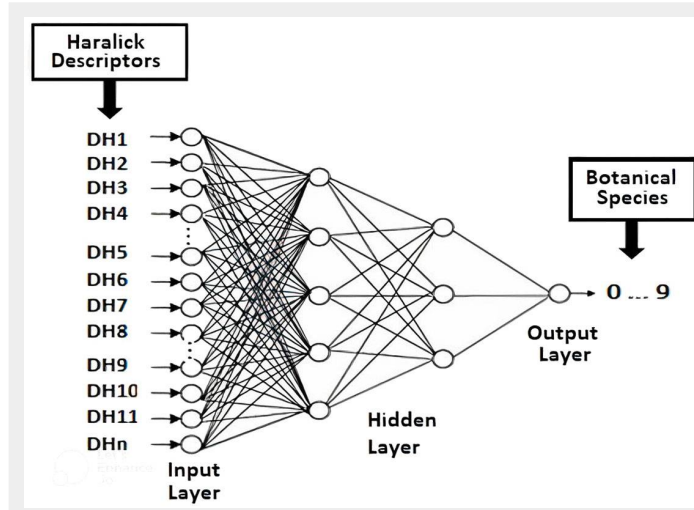 Haralick
Descriptors
DH1
DH2
DH3
DH4
DH5
DH6
DH7
DH8
DH9
DH10
DH11
DHn
Input
Layer
Hidden
Layer
Output
Layer
Botanical
Species
0 ... 9